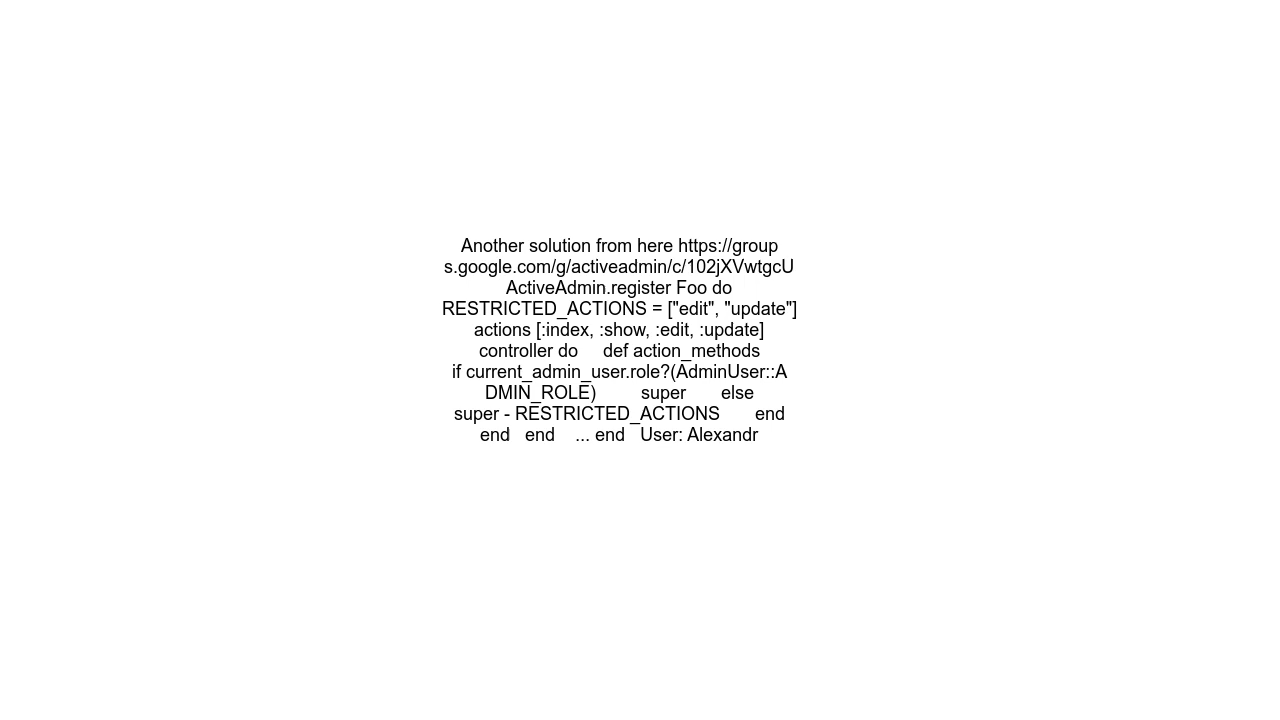 Another solution from here https://group
s.google.com/g/activeadmin/c/102jXVwtgcU
ActiveAdmin.register Foo do
RESTRICTED_ACTIONS = ["edit", "update"]
actions [:index, :show, :edit, :update]
controller do     def action_methods
if current_admin_user.role?(AdminUser::A
DMIN_ROLE)         super       else
super - RESTRICTED_ACTIONS       end
end   end    ... end   User: Alexandr